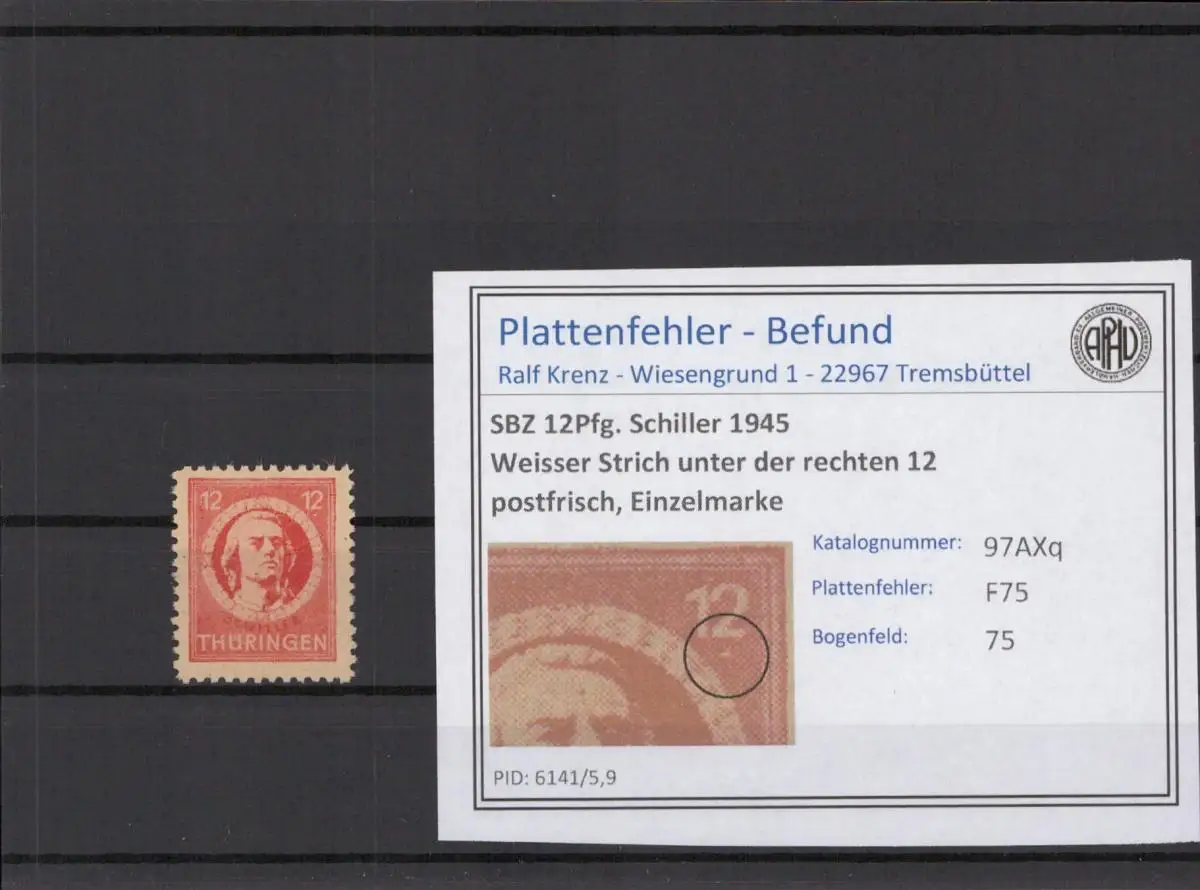 12 12
SCHILLER
THÜRINGEN
Plattenfehler - Befund
Ralf Krenz - Wiesengrund 1 - 22967 Tremsbüttel
APHV
SBZ 12Pfg. Schiller 1945
Weisser Strich unter der rechten 12
postfrisch, Einzelmarke
12
Katalognummer: 97AXq
Plattenfehler: F75
Bogenfeld: 75
PID: 6141/5,9